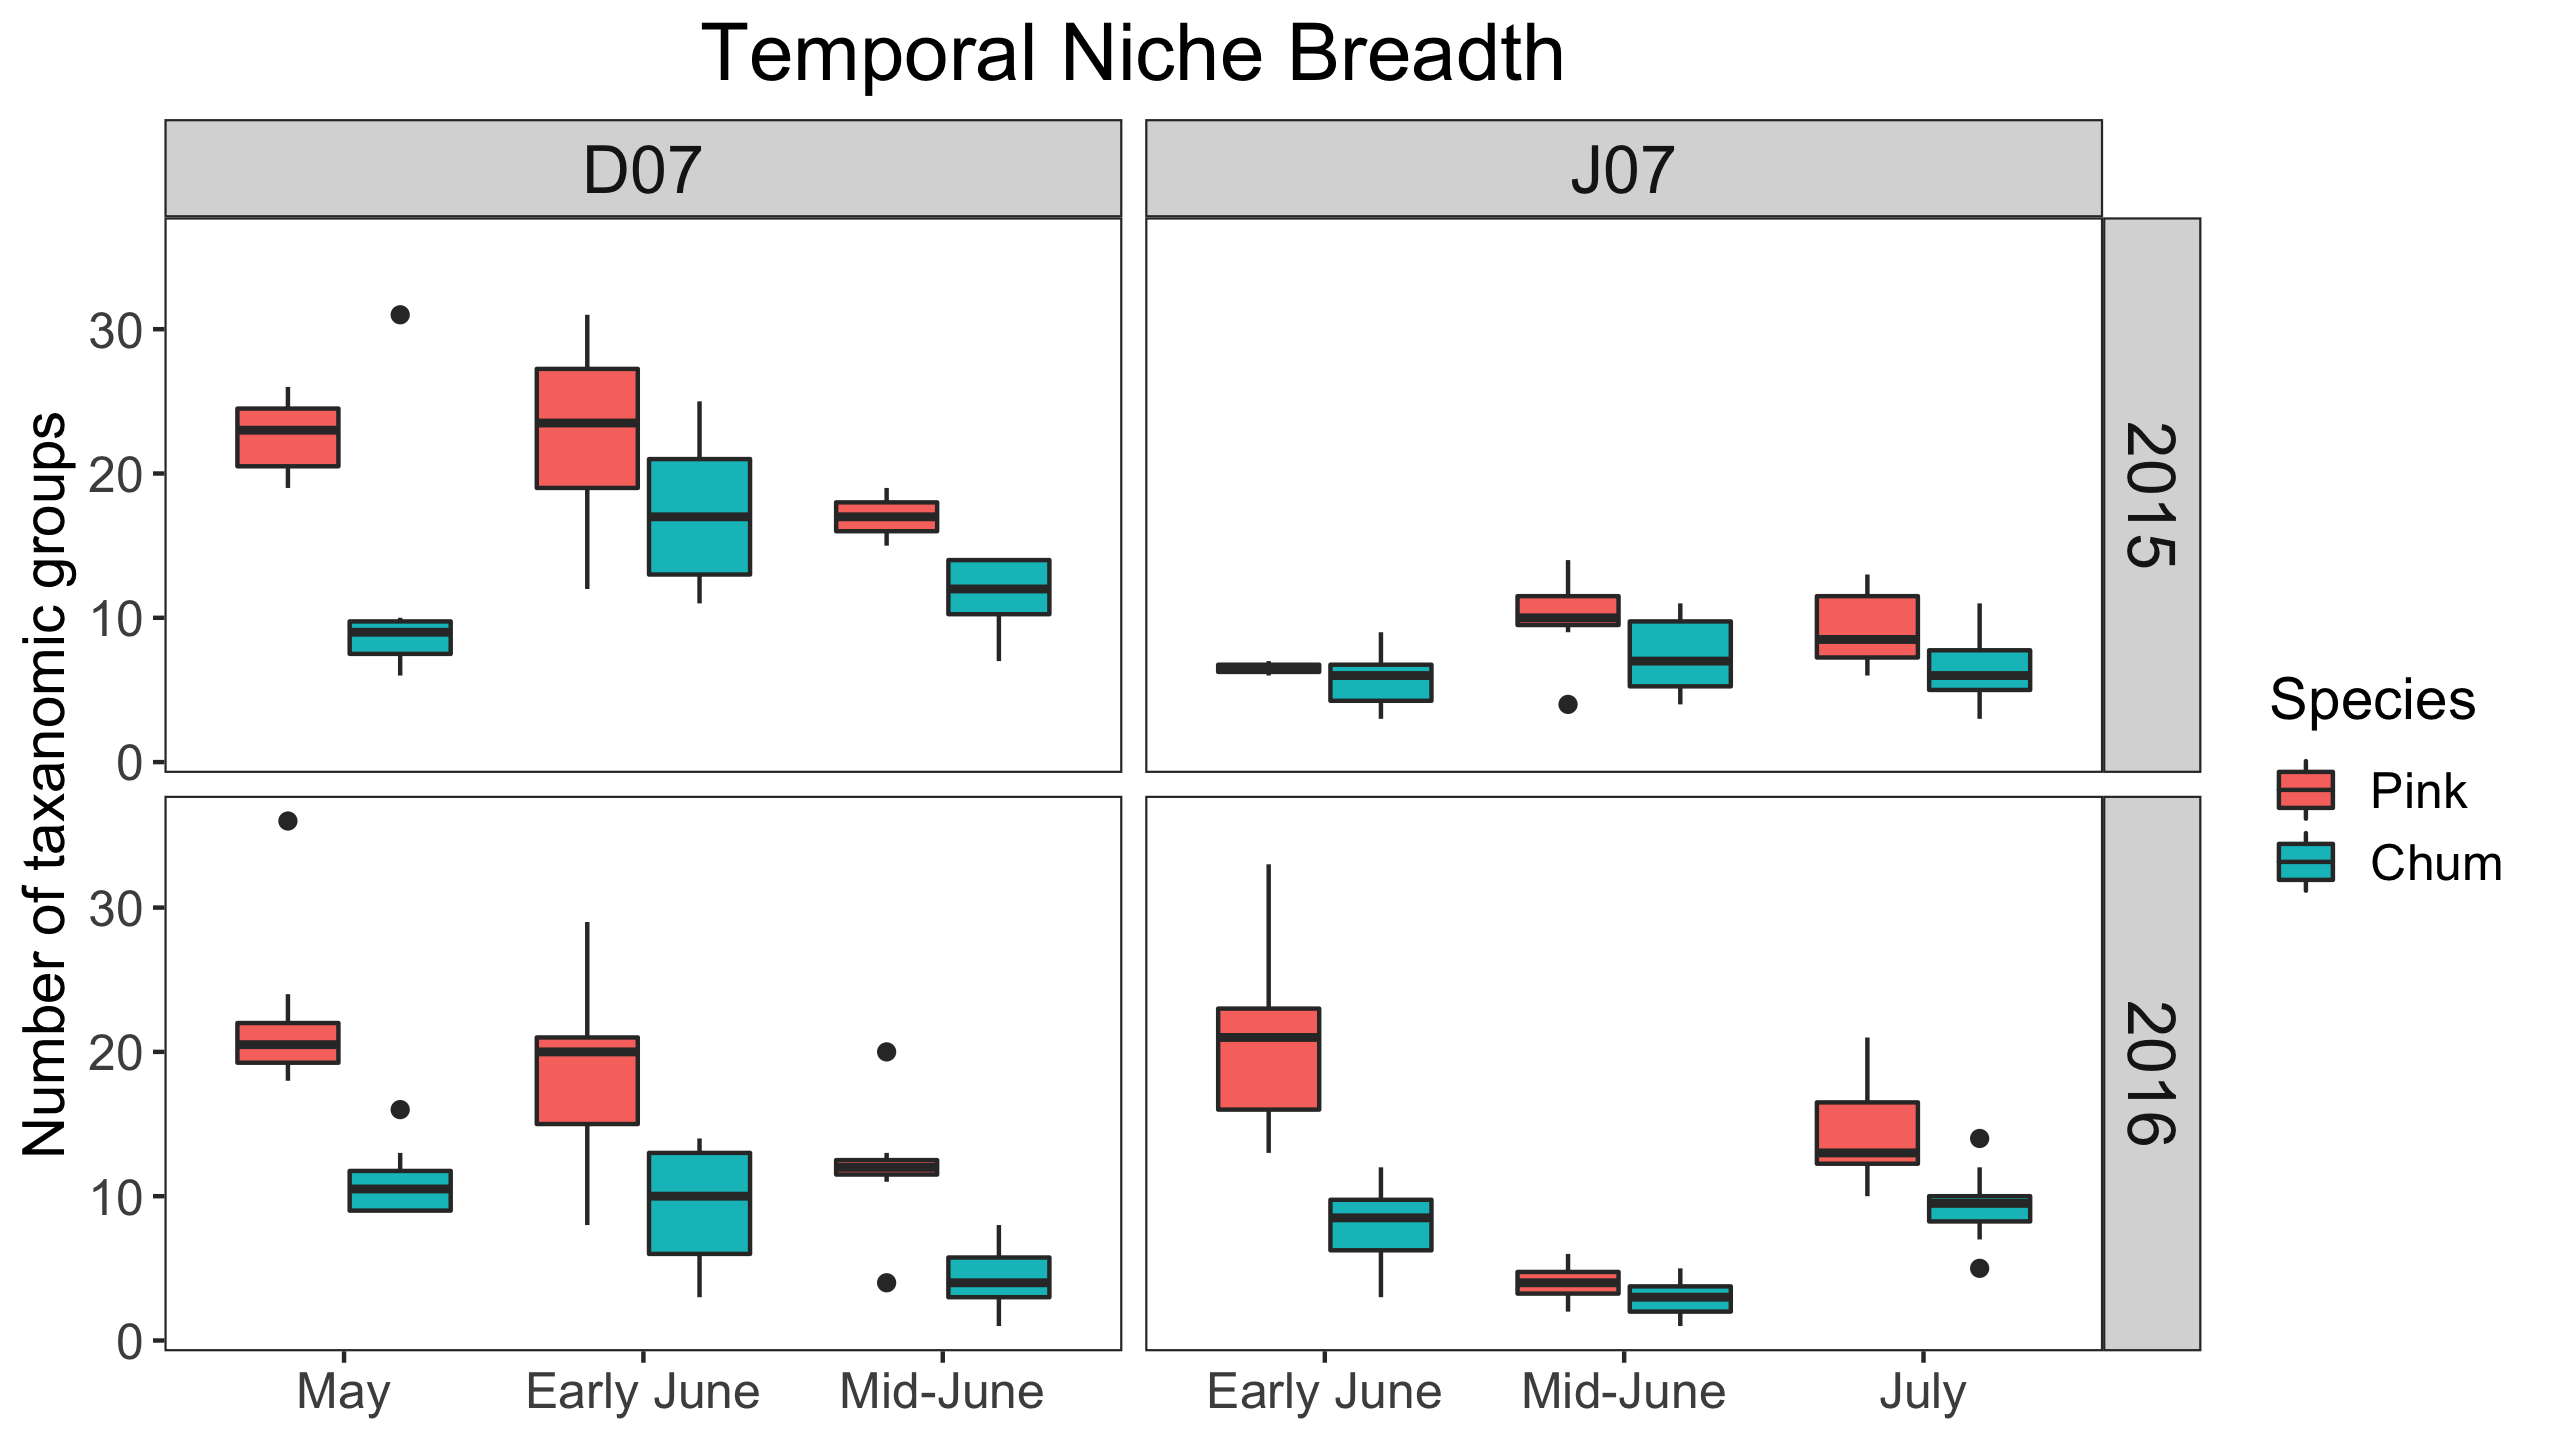 Temporal Niche Breadth
D07
J07
Number of taxanomic groups
30
20
10
0
2015
30
20
10
0
2016
May
Early June
Mid-June
Early June
Mid-June
July
Species
Pink
Chum